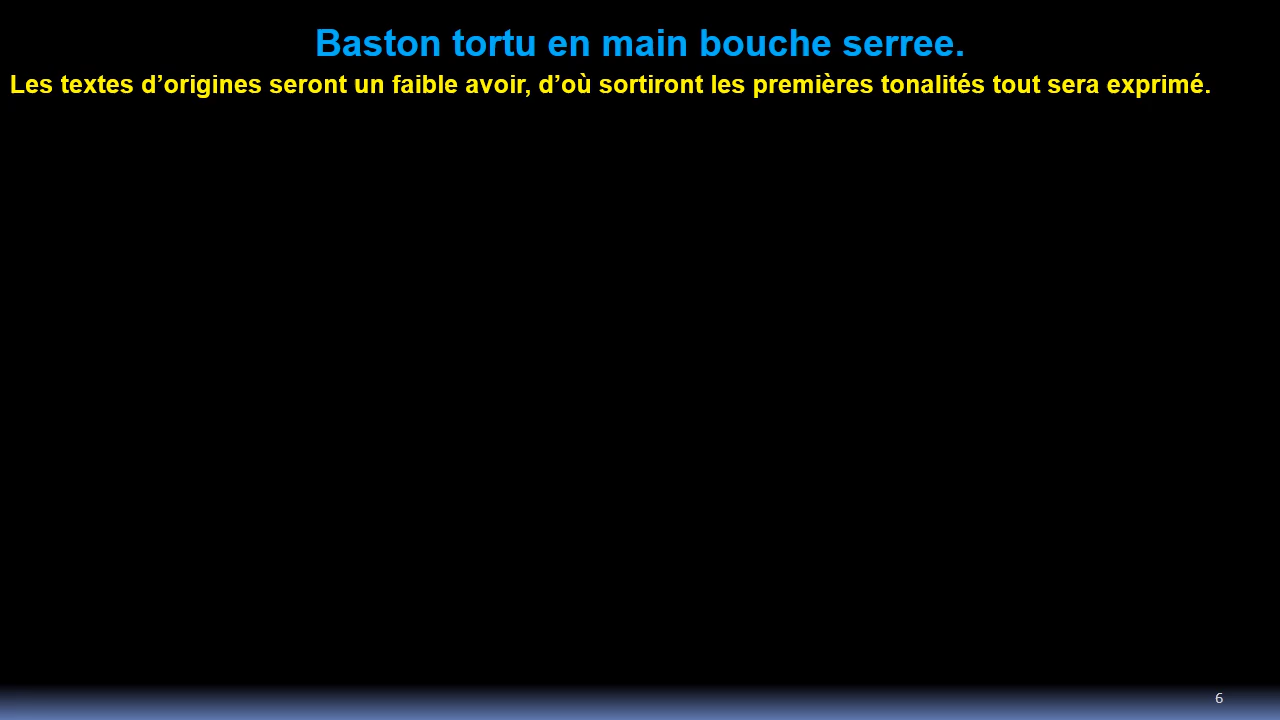 Baston tortu en main bouche serree.
Les textes d’origines seront un faible avoir, d’où sortiront les premières tonalités tout sera exprimé.
6